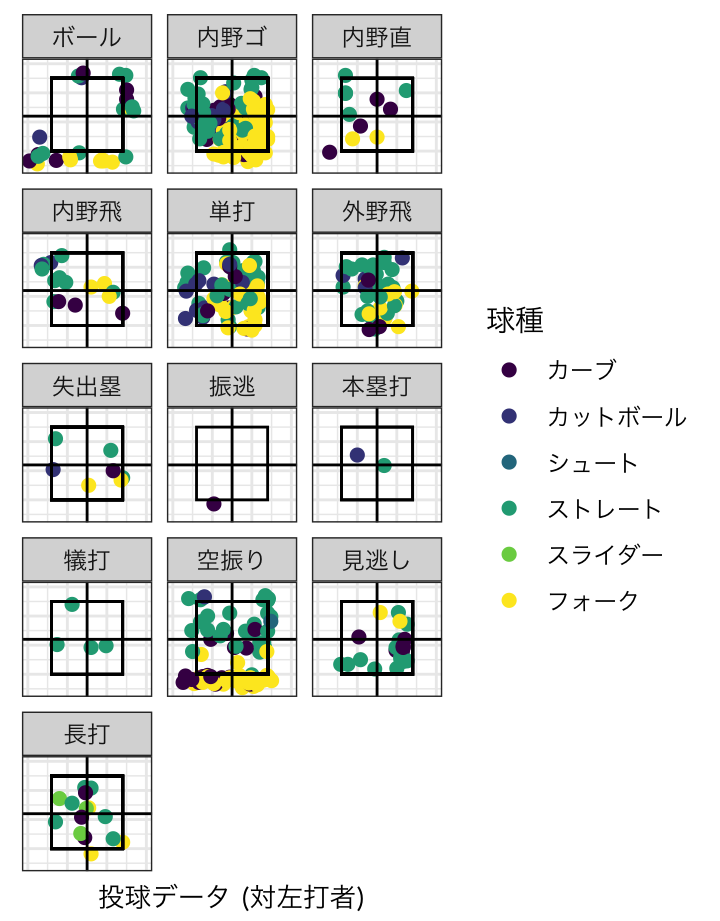 ボール
内野ゴ
内野直
内野飛
単打
外野飛
失出塁
振逃
本塁打
犠打
空振り
見逃し
長打
投球データ (対左打者)
球種
カーブ
カットボール
シュート
ストレート
スライダー
フォーク